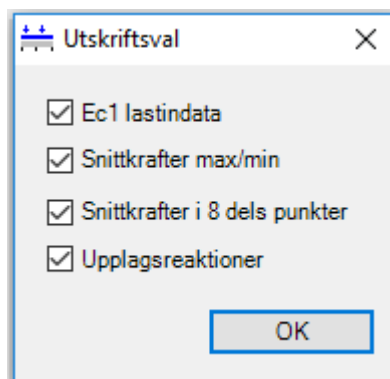 Utskriftsval
Ec1 lastindata
Snittkrafter max/min
Snittkrafter i 8 dels punkter
Upplagsreaktioner
OK